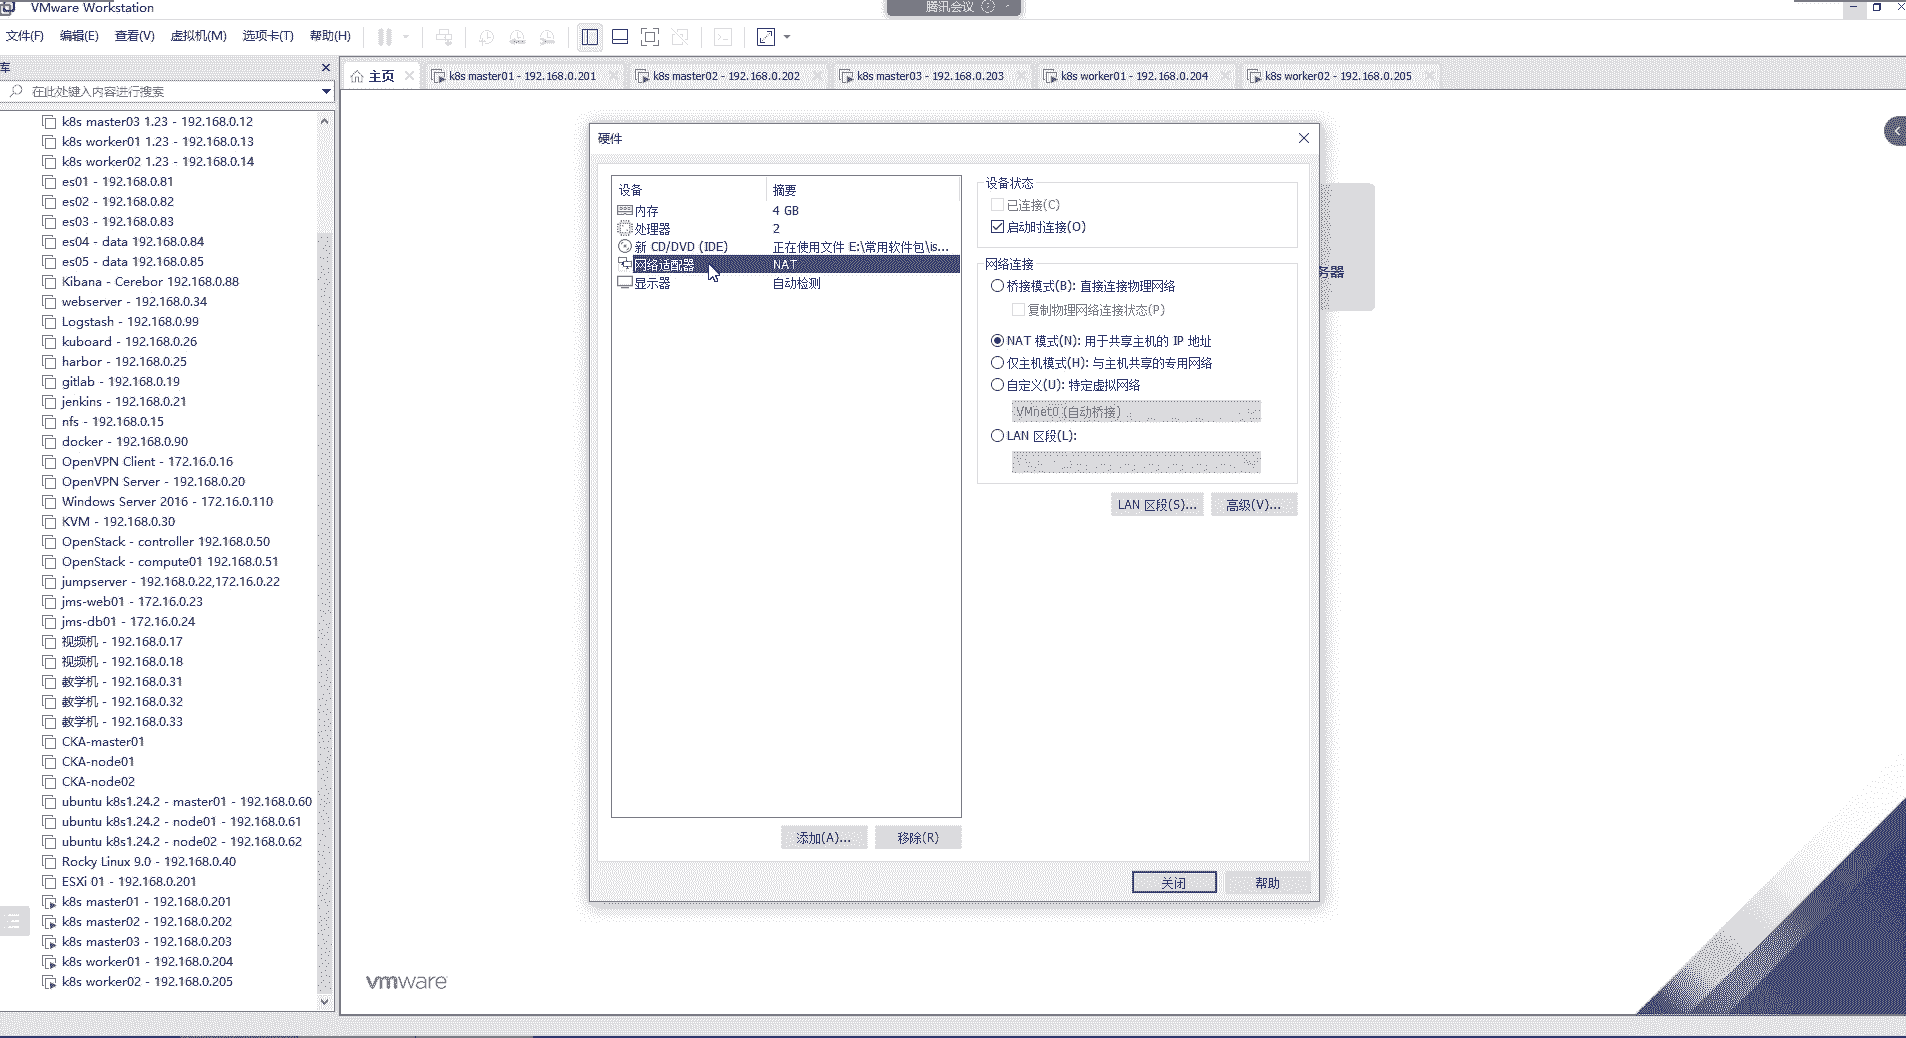 VMware Workstation
腾讯会议
文件(F) 编辑(E) 查看(V) 虚拟机(M) 选项卡(T) 帮助(H)
库
主页
k8s master01 - 192.168.0.201
k8s master02 - 192.168.0.202
k8s master03 - 192.168.0.203
k8s worker01 - 192.168.0.204
k8s worker02 - 192.168.0.205
在此处键入内容进行搜索
k8s master03 1.23 - 192.168.0.12
k8s worker01 1.23 - 192.168.0.13
k8s worker02 1.23 - 192.168.0.14
es01 - 192.168.0.81
es02 - 192.168.0.82
es03 - 192.168.0.83
es04 - data 192.168.0.84
es05 - data 192.168.0.85
Kibana - Cerebor 192.168.0.88
webserver - 192.168.0.34
Logstash - 192.168.0.99
kuboard - 192.168.0.26
harbor - 192.168.0.25
gitlab - 192.168.0.19
jenkins - 192.168.0.21
nfs - 192.168.0.15
docker - 192.168.0.90
OpenVPN Client - 172.16.0.16
OpenVPN Server - 192.168.0.20
Windows Server 2016 - 172.16.0.110
KVM - 192.168.0.30
OpenStack - controller 192.168.0.50
OpenStack - compute01 192.168.0.51
jumpserver - 192.168.0.22,172.16.0.22
jms-web01 - 172.16.0.23
jms-db01 - 172.16.0.24
视频机 - 192.168.0.17
视频机 - 192.168.0.18
教学机 - 192.168.0.31
教学机 - 192.168.0.32
教学机 - 192.168.0.33
CKA-master01
CKA-node01
CKA-node02
ubuntu k8s1.24.2 - master01 - 192.168.0.60
ubuntu k8s1.24.2 - node01 - 192.168.0.61
ubuntu k8s1.24.2 - node02 - 192.168.0.62
Rocky Linux 9.0 - 192.168.0.40
ESXi 01 - 192.168.0.201
k8s master01 - 192.168.0.201
k8s master02 - 192.168.0.202
k8s master03 - 192.168.0.203
k8s worker01 - 192.168.0.204
k8s worker02 - 192.168.0.205
硬件
设备 摘要
内存 4 GB
处理器 2
新 CD/DVD (IDE) 正在使用文件 E:\常用软件包\is...
网络适配器 NAT
显示器 自动检测
添加(A)... 移除(R)
设备状态
已连接(C)
启动时连接(O)
网络连接
桥接模式(B): 直接连接物理网络
复制物理网络连接状态(P)
NAT 模式(N): 用于共享主机的 IP 地址
仅主机模式(H): 与主机共享的专用网络
自定义(U): 特定虚拟网络
VMnet0 (自动桥接)
LAN 区段(L):
LAN 区段(S)... 高级(V)...
关闭 帮助
务器
vmware